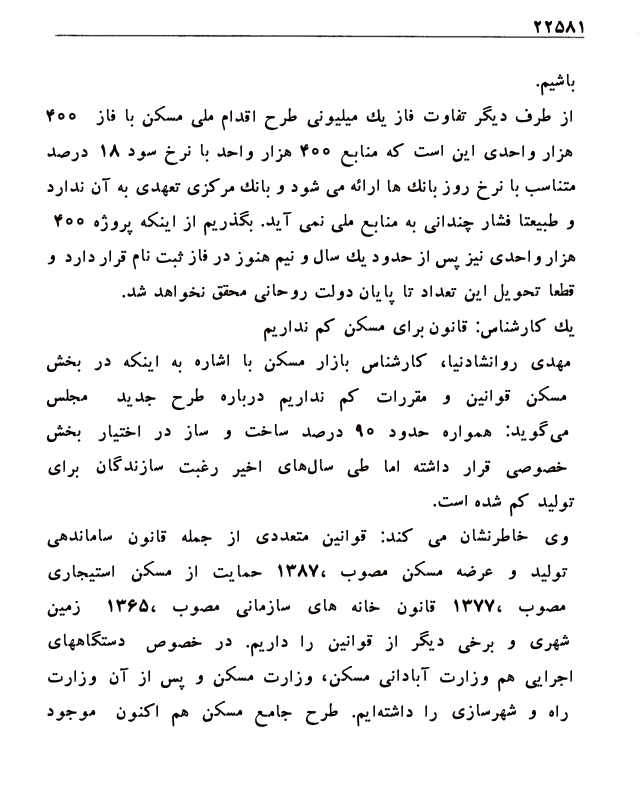 ۲۲۵۸۱
باشیم.
از طرف دیگر تفاوت فاز یك میلیونی طرح اقدام ملی مسکن با فاز ۴۰۰
هزار واحدی این است که منابع ۴۰۰ هزار واحد با نرخ سود ۱۸ درصد
متناسب با نرخ روز بانك ها ارائه می شود و بانك مرکزی تعهدی به آن ندارد
و طبیعتا فشار چندانی به منابع ملی نمی آید. بگذریم از اینکه پروژه ۴۰۰
هزار واحدی نیز پس از حدود یك سال و نیم هنوز در فاز ثبت نام قرار دارد و
قطعا تحویل این تعداد تا پایان دولت روحانی محقق نخواهد شد.
یك کارشناس: قانون برای مسکن کم نداریم
مهدی روانشادنیا، کارشناس بازار مسکن با اشاره به اینکه در بخش
مسکن قوانین و مقررات کم نداریم درباره طرح جدید مجلس
می‌گوید: همواره حدود ۹۰ درصد ساخت و ساز در اختیار بخش
خصوصی قرار داشته اما طی سال‌های اخیر رغبت سازندگان برای
تولید کم شده است.
وی خاطرنشان می کند: قوانین متعددی از جمله قانون ساماندهی
تولید و عرضه مسکن مصوب ،۱۳۸۷ حمایت از مسکن استیجاری
مصوب ،۱۳۷۷ قانون خانه های سازمانی مصوب ،۱۳۶۵ زمین
شهری و برخی دیگر از قوانین را داریم. در خصوص دستگاههای
اجرایی هم وزارت آبادانی مسکن، وزارت مسکن و پس از آن وزارت
راه و شهرسازی را داشته‌ایم. طرح جامع مسکن هم اکنون موجود